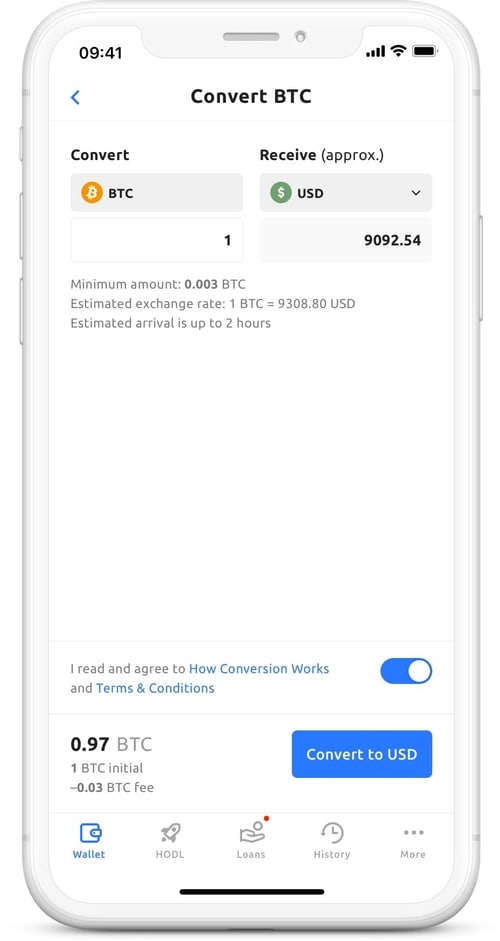 09:41
Convert BTC
Convert
Receive (approx.)
BTC
$ USD
1
9092.54
Minimum amount: 0.003 BTC
Estimated exchange rate: 1 BTC = 9308.80 USD
Estimated arrival is up to 2 hours
I read and agree to How Conversion Works
and Terms & Conditions
0.97 BTC
1 BTC initial
–0.03 BTC fee
Convert to USD
Wallet
HODL
Loans
History
More